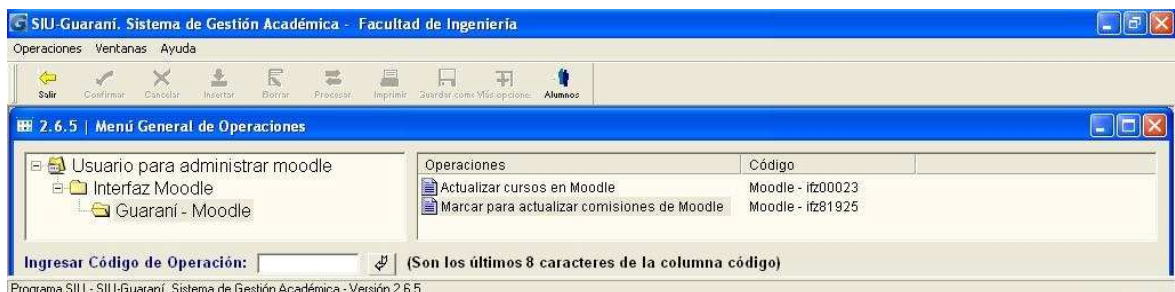 SIU-Guaraní. Sistema de Gestión Académica - Facultad de Ingeniería
Operaciones Ventanas Ayuda
Salir Confirmar Cancelar Insertar Borrar Procesar Imprimir Guardar como Más opcione: Alumnos
2.6.5 | Menú General de Operaciones
Usuario para administrar moodle
Interfaz Moodle
Guaraní - Moodle
Operaciones Código
Actualizar cursos en Moodle Moodle - ifz00023
Marcar para actualizar comisiones de Moodle Moodle - ifz81925
Ingresar Código de Operación: (Son los últimos 8 caracteres de la columna código)
Programa SIU - SIU-Guaraní. Sistema de Gestión Académica - Versión 2.6.5